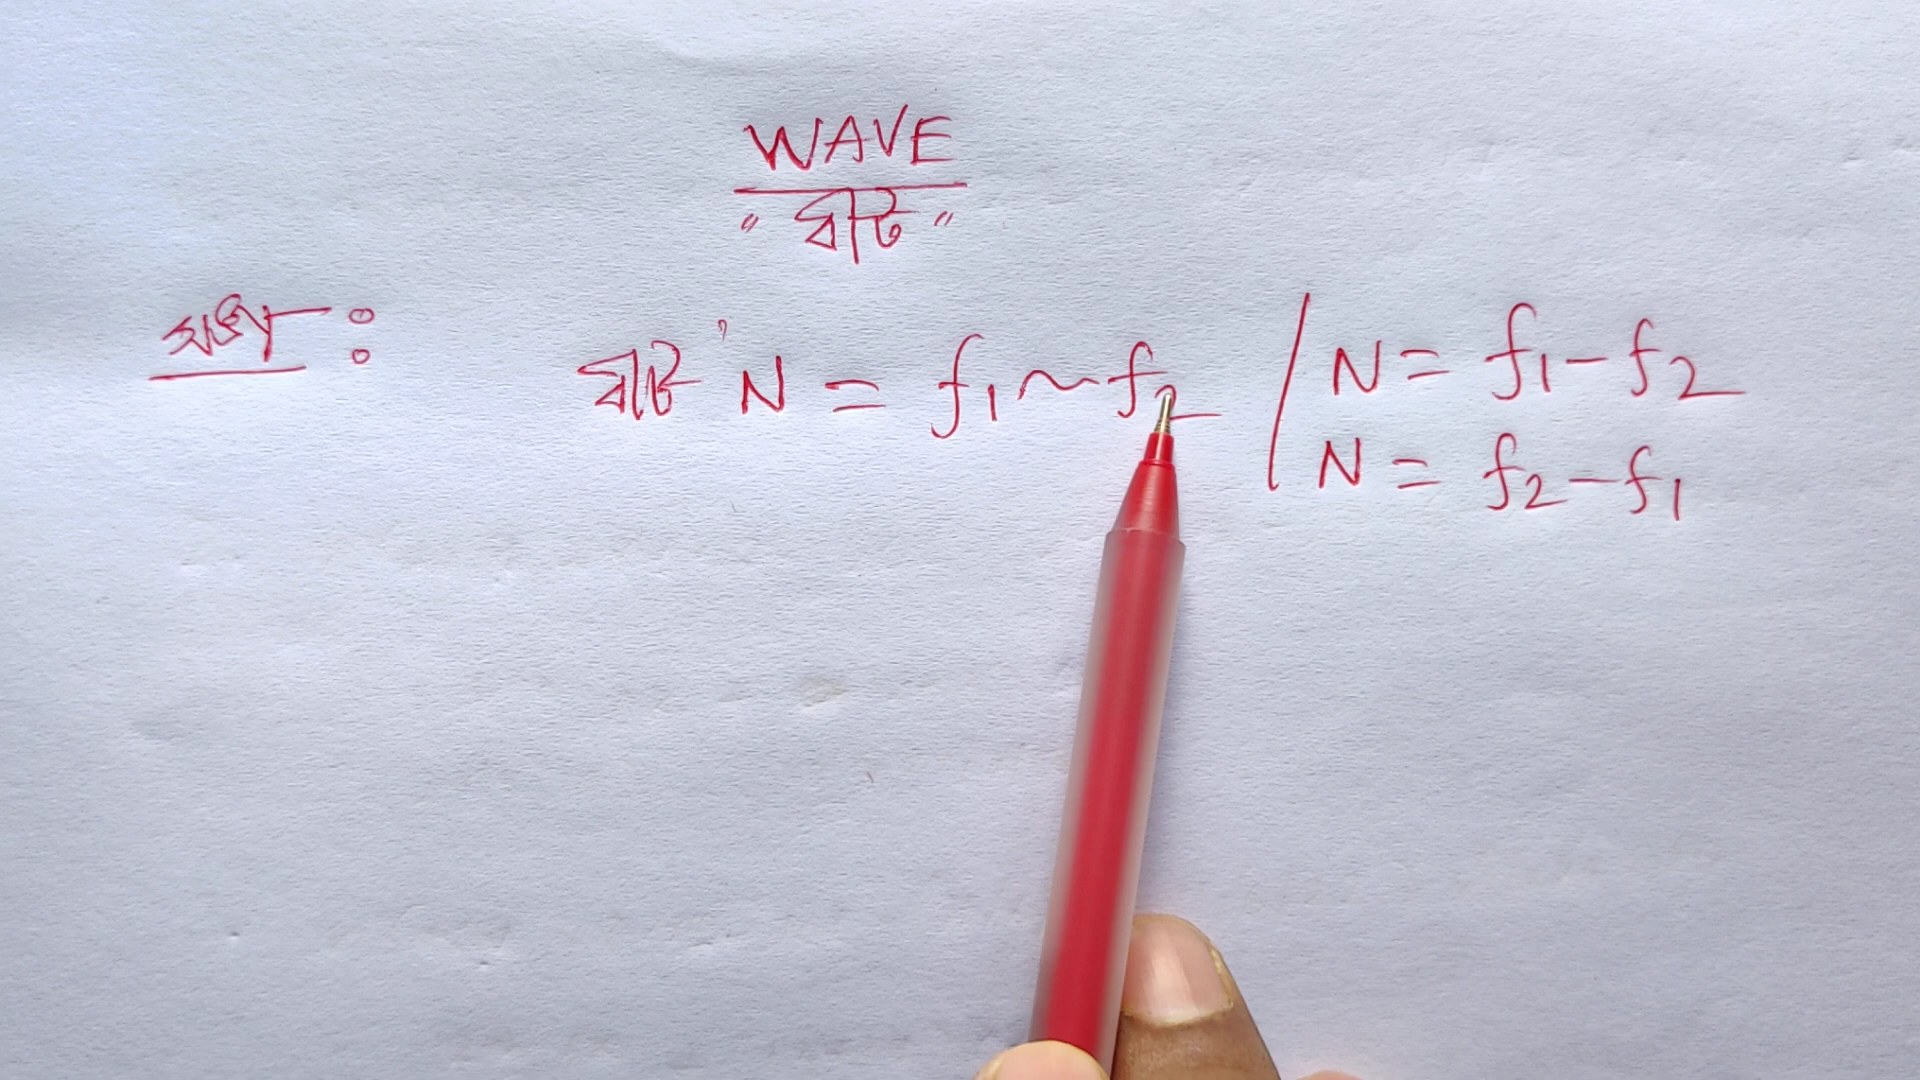 WAVE
" বীট "
বীট N = f₁ ~ f₂ / N = f₁ - f₂
N = f₂ - f₁